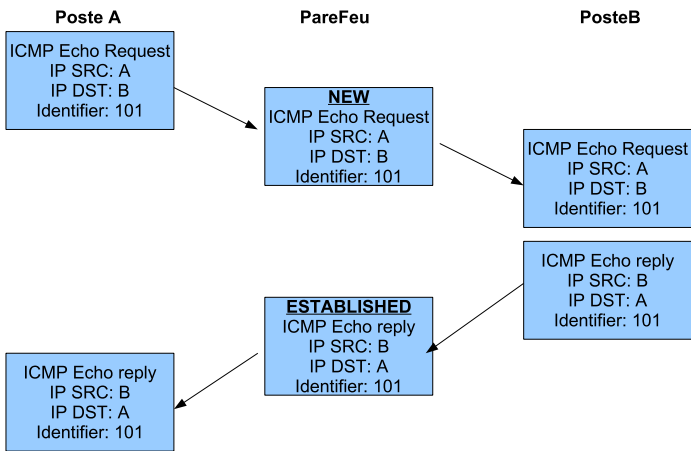 Poste A
PareFeu
PosteB
ICMP Echo Request
IP SRC: A
IP DST: B
Identifier: 101
NEW
ICMP Echo Request
IP SRC: A
IP DST: B
Identifier: 101
ICMP Echo Request
IP SRC: A
IP DST: B
Identifier: 101
ICMP Echo reply
IP SRC: B
IP DST: A
Identifier: 101
ESTABLISHED
ICMP Echo reply
IP SRC: B
IP DST: A
Identifier: 101
ICMP Echo reply
IP SRC: B
IP DST: A
Identifier: 101